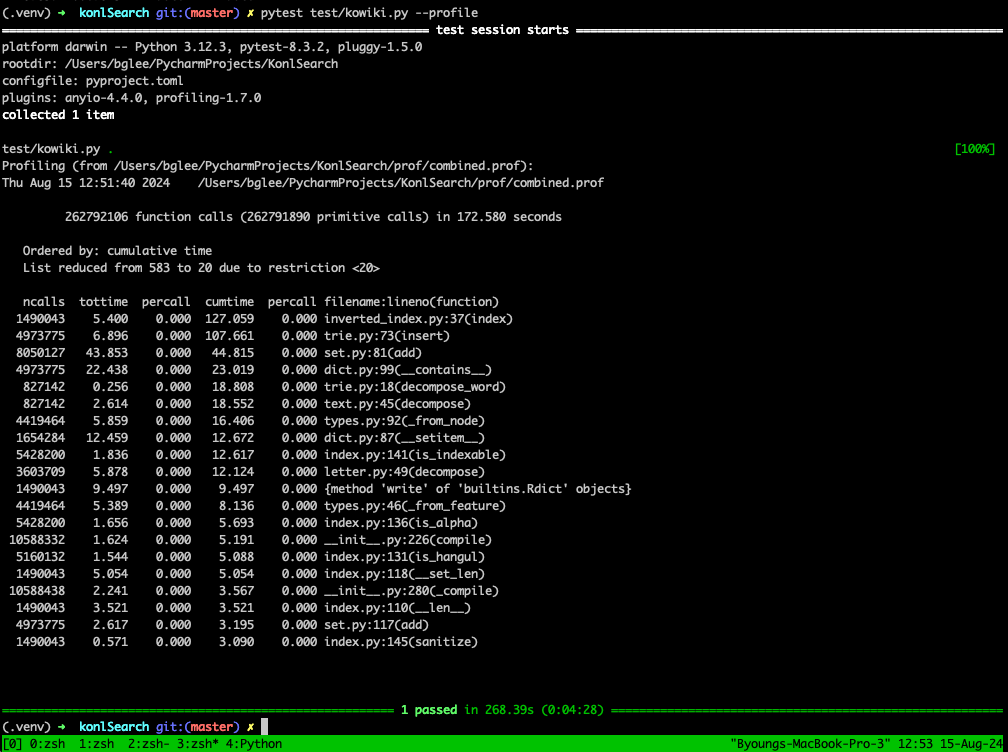 (.venv) ➜  konlSearch git:(master) ✗ pytest test/kowiki.py --profile
test session starts
platform darwin -- Python 3.12.3, pytest-8.3.2, pluggy-1.5.0
rootdir: /Users/bglee/PycharmProjects/KonlSearch
configfile: pyproject.toml
plugins: anyio-4.4.0, profiling-1.7.0
collected 1 item
test/kowiki.py . [100%]
Profiling (from /Users/bglee/PycharmProjects/KonlSearch/prof/combined.prof):
Thu Aug 15 12:51:40 2024    /Users/bglee/PycharmProjects/KonlSearch/prof/combined.prof
262792106 function calls (262791890 primitive calls) in 172.580 seconds
Ordered by: cumulative time
List reduced from 583 to 20 due to restriction <20>
ncalls  tottime  percall  cumtime  percall filename:lineno(function)
1490043    5.400    0.000  127.059    0.000 inverted_index.py:37(index)
4973775    6.896    0.000  107.661    0.000 trie.py:73(insert)
8050127   43.853    0.000   44.815    0.000 set.py:81(add)
4973775   22.438    0.000   23.019    0.000 dict.py:99(__contains__)
827142    0.256    0.000   18.808    0.000 trie.py:18(decompose_word)
827142    2.614    0.000   18.552    0.000 text.py:45(decompose)
4419464    5.859    0.000   16.406    0.000 types.py:92(_from_node)
1654284   12.459    0.000   12.672    0.000 dict.py:87(__setitem__)
5428200    1.836    0.000   12.617    0.000 index.py:141(is_indexable)
3603709    5.878    0.000   12.124    0.000 letter.py:49(decompose)
1490043    9.497    0.000    9.497    0.000 {method 'write' of 'builtins.Rdict' objects}
4419464    5.389    0.000    8.136    0.000 types.py:46(_from_feature)
5428200    1.656    0.000    5.693    0.000 index.py:136(is_alpha)
10588332    1.624    0.000    5.191    0.000 __init__.py:226(compile)
5160132    1.544    0.000    5.088    0.000 index.py:131(is_hangul)
1490043    5.054    0.000    5.054    0.000 index.py:118(__set_len)
10588438    2.241    0.000    3.567    0.000 __init__.py:280(_compile)
1490043    3.521    0.000    3.521    0.000 index.py:110(__len__)
4973775    2.617    0.000    3.195    0.000 set.py:117(add)
1490043    0.571    0.000    3.090    0.000 index.py:145(sanitize)
1 passed in 268.39s (0:04:28)
(.venv) ➜  konlSearch git:(master) ✗
[0] 0:zsh  1:zsh  2:zsh- 3:zsh* 4:Python "Byoungs-MacBook-Pro-3" 12:53 15-Aug-24